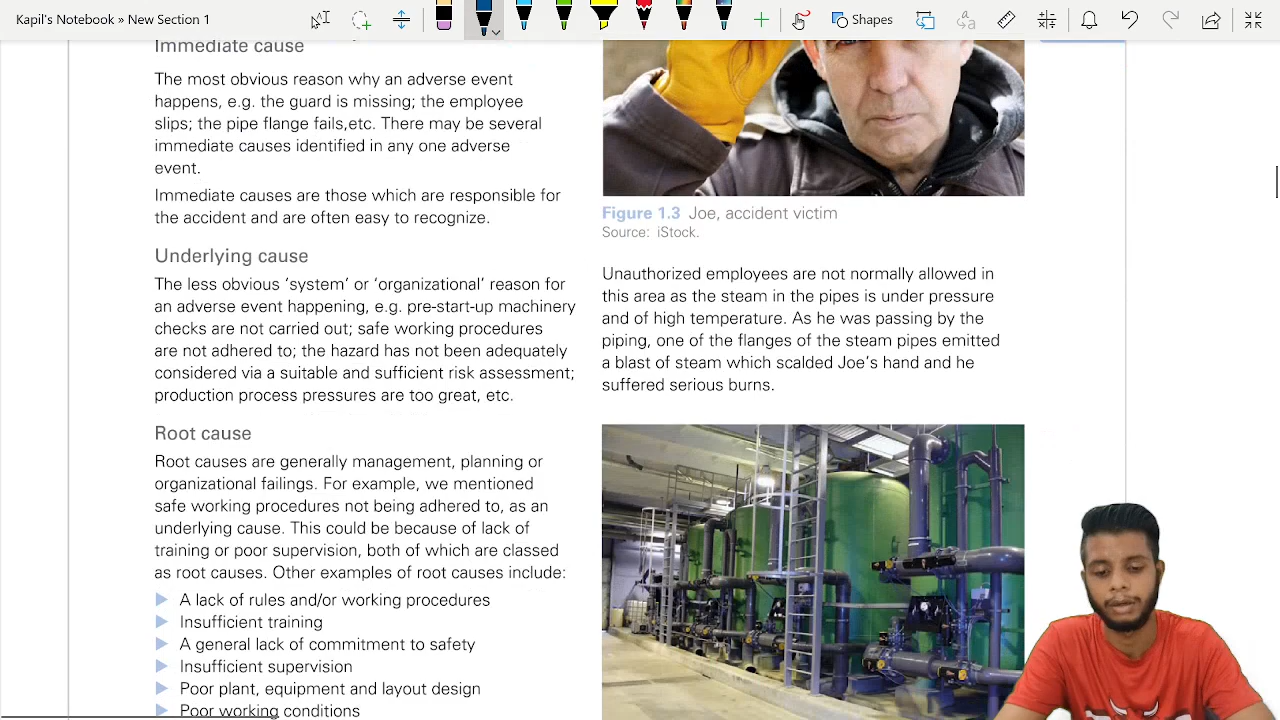 Kapil's Notebook » New Section 1
Shapes
Immediate cause
The most obvious reason why an adverse event
happens, e.g. the guard is missing; the employee
slips; the pipe flange fails,etc. There may be several
immediate causes identified in any one adverse
event.
Immediate causes are those which are responsible for
the accident and are often easy to recognize.
Underlying cause
The less obvious ‘system’ or ‘organizational’ reason for
an adverse event happening, e.g. pre-start-up machinery
checks are not carried out; safe working procedures
are not adhered to; the hazard has not been adequately
considered via a suitable and sufficient risk assessment;
production process pressures are too great, etc.
Root cause
Root causes are generally management, planning or
organizational failings. For example, we mentioned
safe working procedures not being adhered to, as an
underlying cause. This could be because of lack of
training or poor supervision, both of which are classed
as root causes. Other examples of root causes include:
A lack of rules and/or working procedures
Insufficient training
A general lack of commitment to safety
Insufficient supervision
Poor plant, equipment and layout design
Poor working conditions
Figure 1.3 Joe, accident victim
Source: iStock.
Unauthorized employees are not normally allowed in
this area as the steam in the pipes is under pressure
and of high temperature. As he was passing by the
piping, one of the flanges of the steam pipes emitted
a blast of steam which scalded Joe’s hand and he
suffered serious burns.